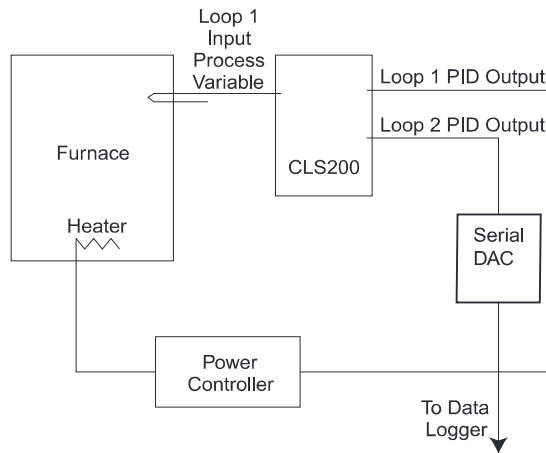 Loop 1
Input
Process
Variable
Loop 1 PID Output
Loop 2 PID Output
Furnace
CLS200
Heater
Serial
DAC
Power
Controller
To Data
Logger